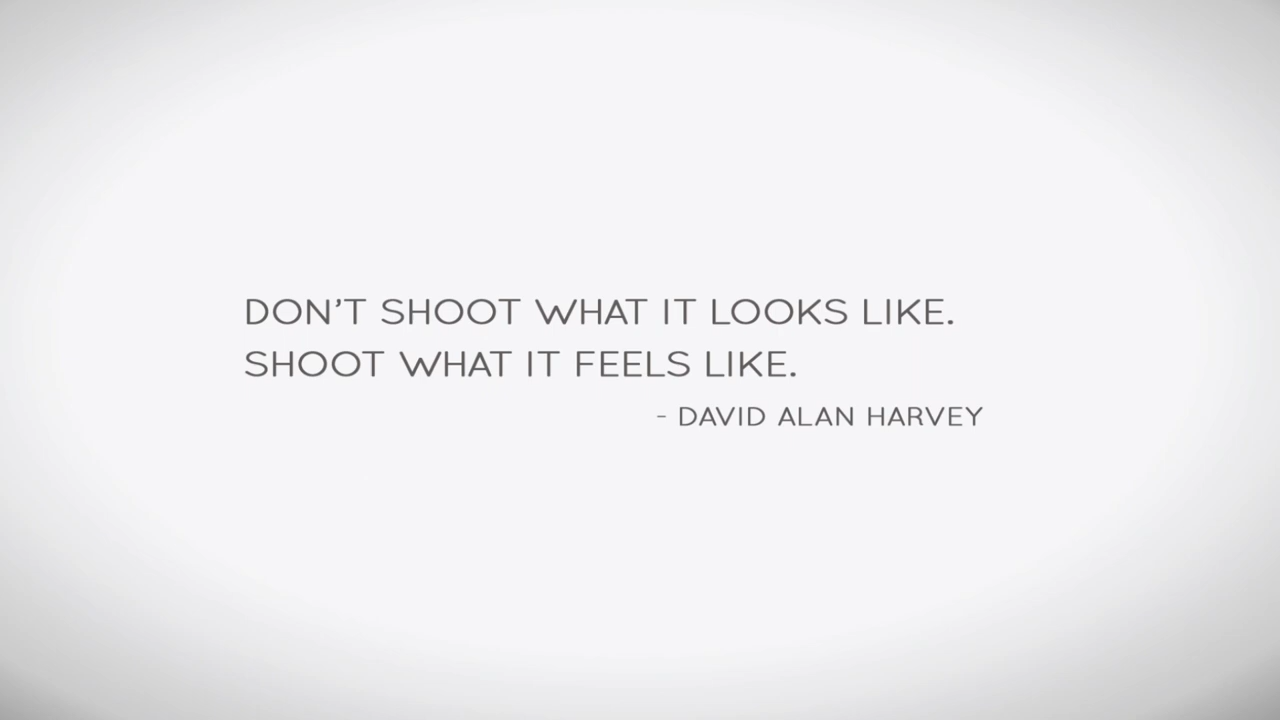 DON'T SHOOT WHAT IT LOOKS LIKE.
SHOOT WHAT IT FEELS LIKE.
- DAVID ALAN HARVEY